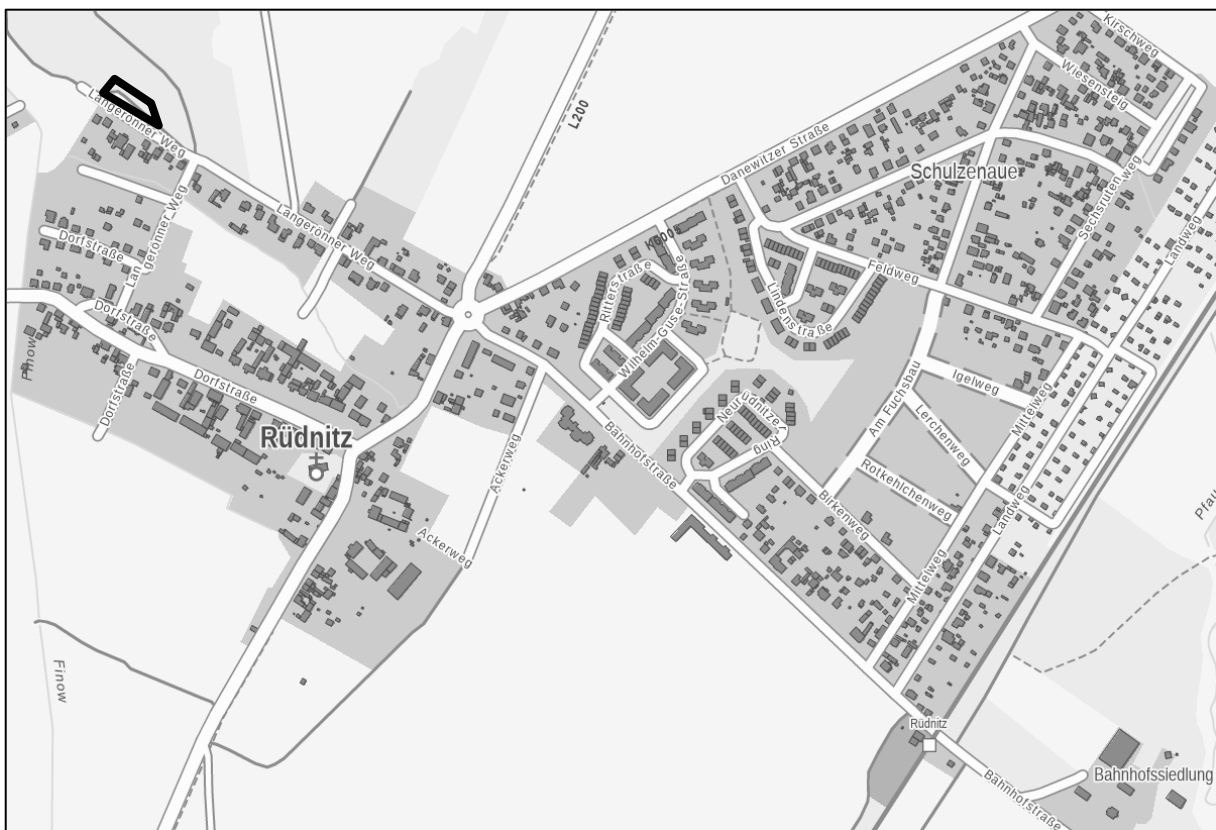 Kirschweg
Wiesensteig
L200
Langerönner Weg
Danewitzer Straße
Schulzenaue
Sechsrutenweg
Landweg
Langerönner Weg
Langerönner Weg
Dorfstraße
K6005
Ritterstraße
Wilhelm-Guse-Straße
Lindenstraße
Feldweg
Dorfstraße
Finow
Dorfstraße
Dorfstraße
Igelweg
Am Fuchsbau
Mittelweg
Lerchenweg
Neurüdnitzer Ring
Rüdnitz
Bahnhofstraße
Ackerweg
Rotkehlchenweg
Birkenweg
Landweg
Pfau
Ackerweg
Mittelweg
Finow
Rüdnitz
Bahnhofstraße
Bahnhofssiedlung